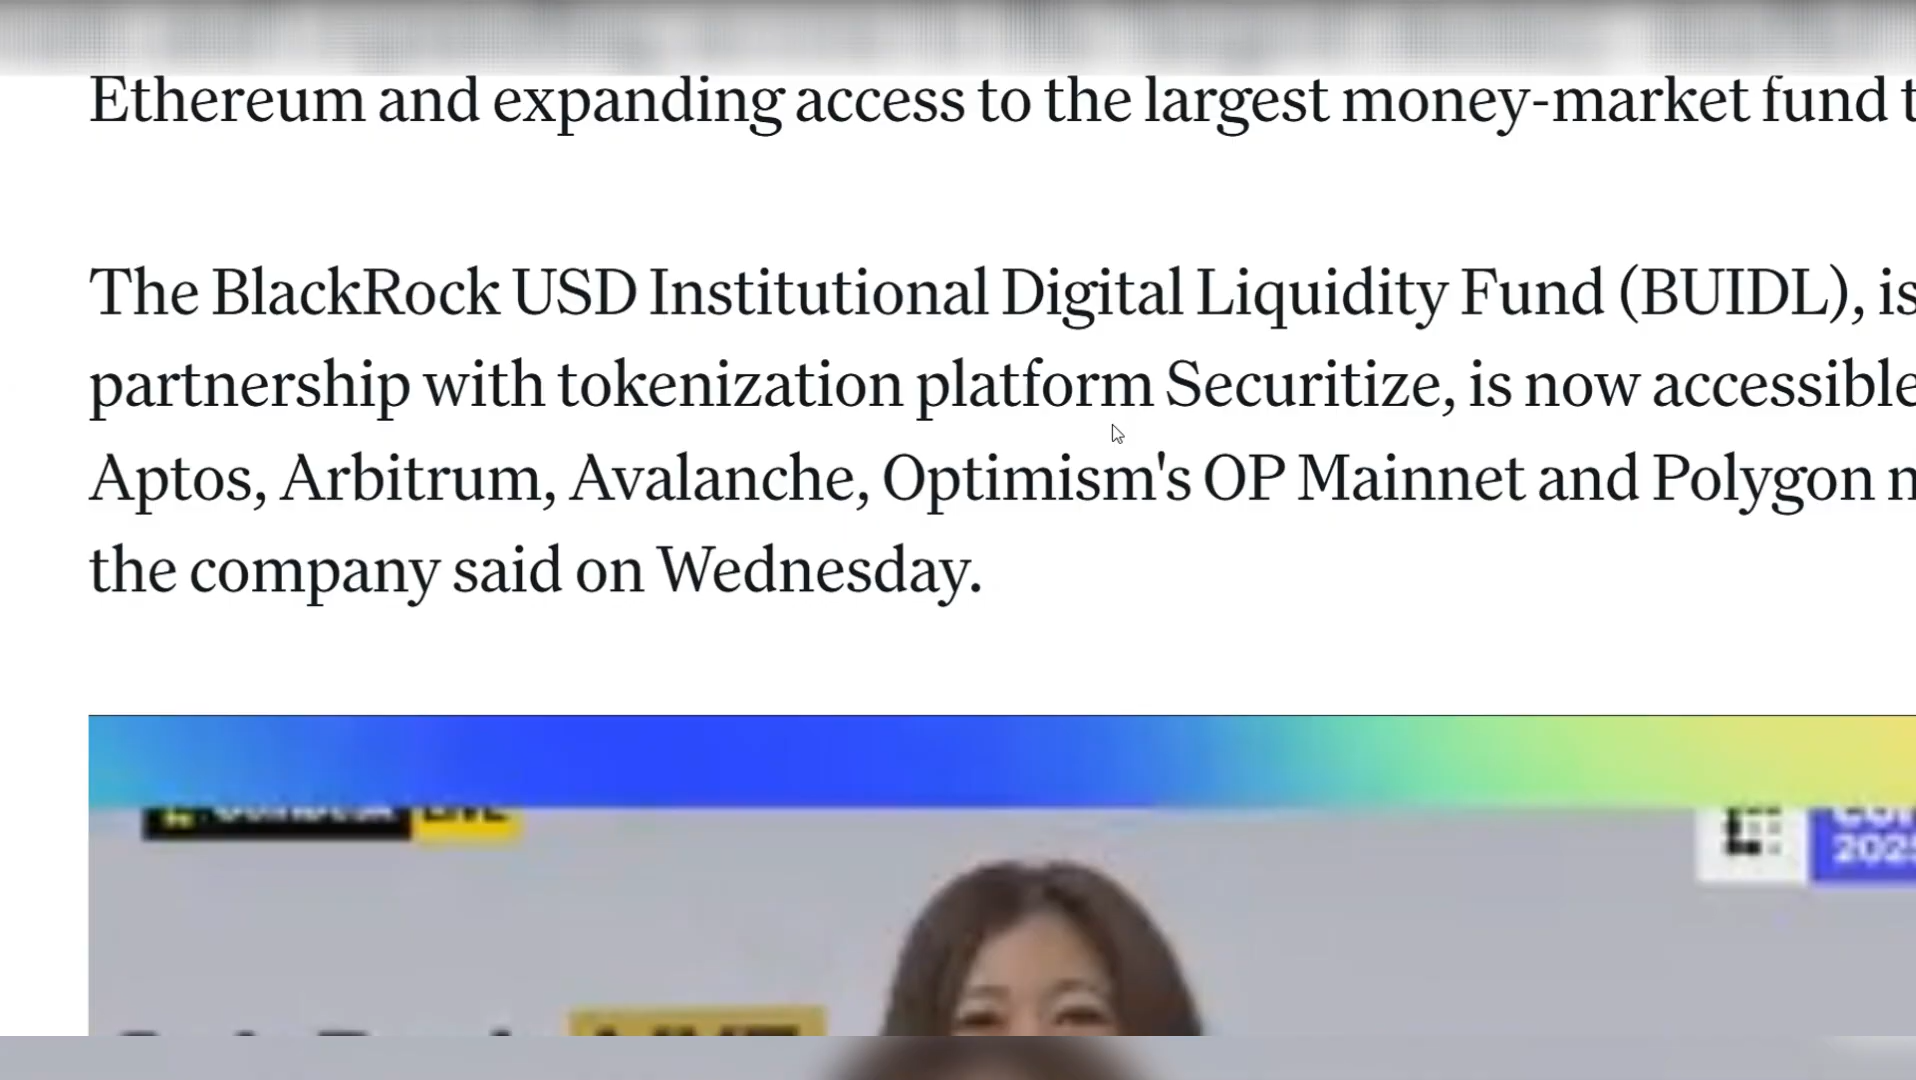 Ethereum and expanding access to the largest money-market fund
The BlackRock USD Institutional Digital Liquidity Fund (BUIDL),
partnership with tokenization platform Securitize, is now accessible
Aptos, Arbitrum, Avalanche, Optimism's OP Mainnet and Polygon
the company said on Wednesday.
LIVE